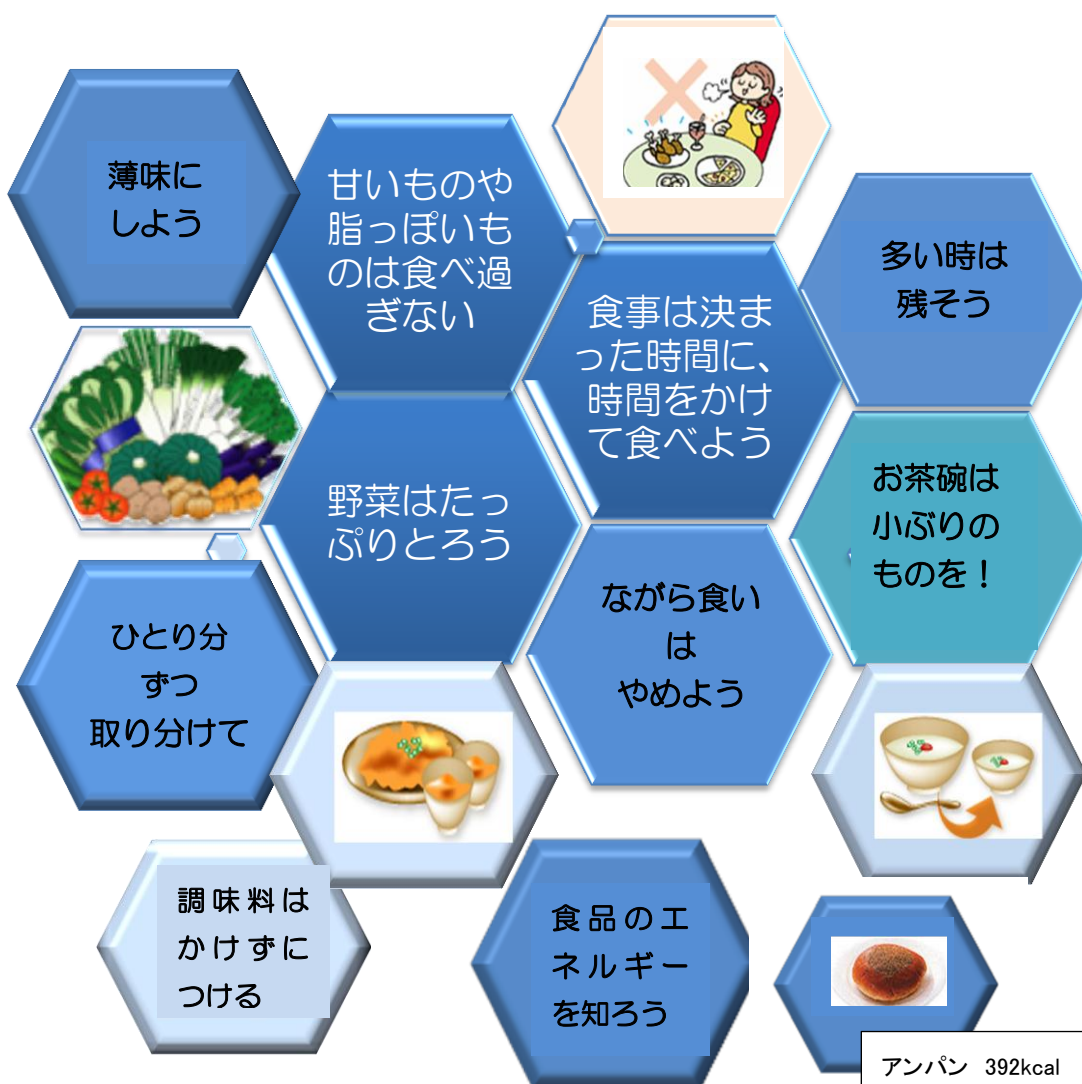 薄味に
しよう
甘いものや
脂っぽいも
のは食べ過
ぎない
食事は決ま
った時間に、
時間をかけ
て食べよう
多い時は
残そう
野菜はたっ
ぷりとろう
お茶碗は
小ぶりの
ものを！
ながら食い
は
やめよう
ひとり分
ずつ
取り分けて
調味料は
かけずに
つける
食品のエ
ネルギー
を知ろう
アンパン 392kcal